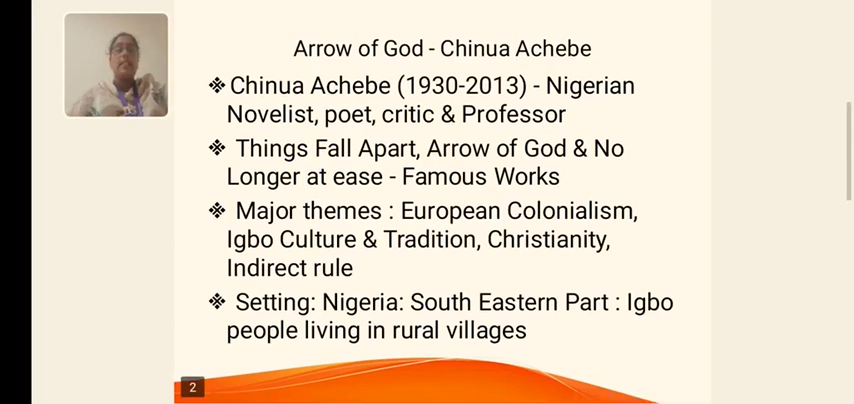 Arrow of God - Chinua Achebe
❖Chinua Achebe (1930-2013) - Nigerian
Novelist, poet, critic & Professor
❖ Things Fall Apart, Arrow of God & No
Longer at ease - Famous Works
❖ Major themes : European Colonialism,
Igbo Culture & Tradition, Christianity,
Indirect rule
❖ Setting: Nigeria: South Eastern Part : Igbo
people living in rural villages
2